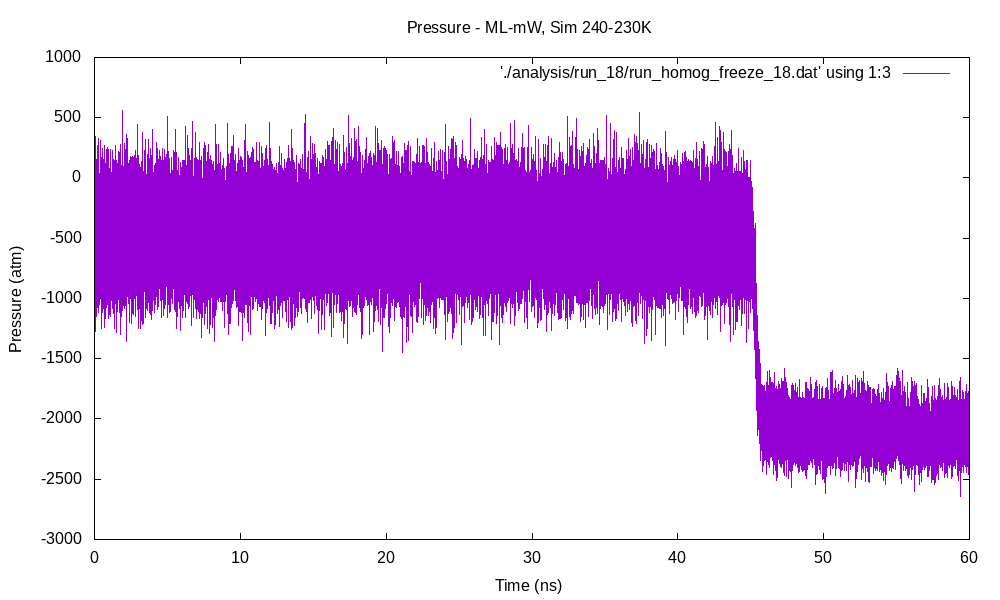 Pressure - ML-mW, Sim 240-230K
'./analysis/run_18/run_homog_freeze_18.dat' using 1:3
Pressure (atm)
1000
500
0
-500
-1000
-1500
-2000
-2500
-3000
0 10 20 30 40 50 60
Time (ns)